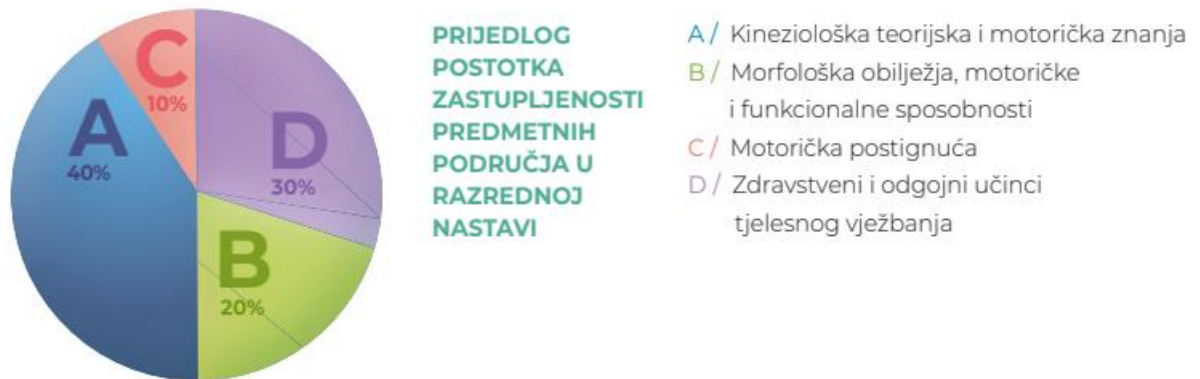 C
10%
A
40%
D
30%
B
20%
PRIJEDLOG
POSTOTKA
ZASTUPLJENOSTI
PREDMETNIH
PODRUČJA U
RAZREDNOJ
NASTAVI
A / Kineziološka teorijska i motorička znanja
B / Morfološka obilježja, motoričke
i funkcionalne sposobnosti
C / Motorička postignuća
D / Zdravstveni i odgojni učinci
tjelesnog vježbanja